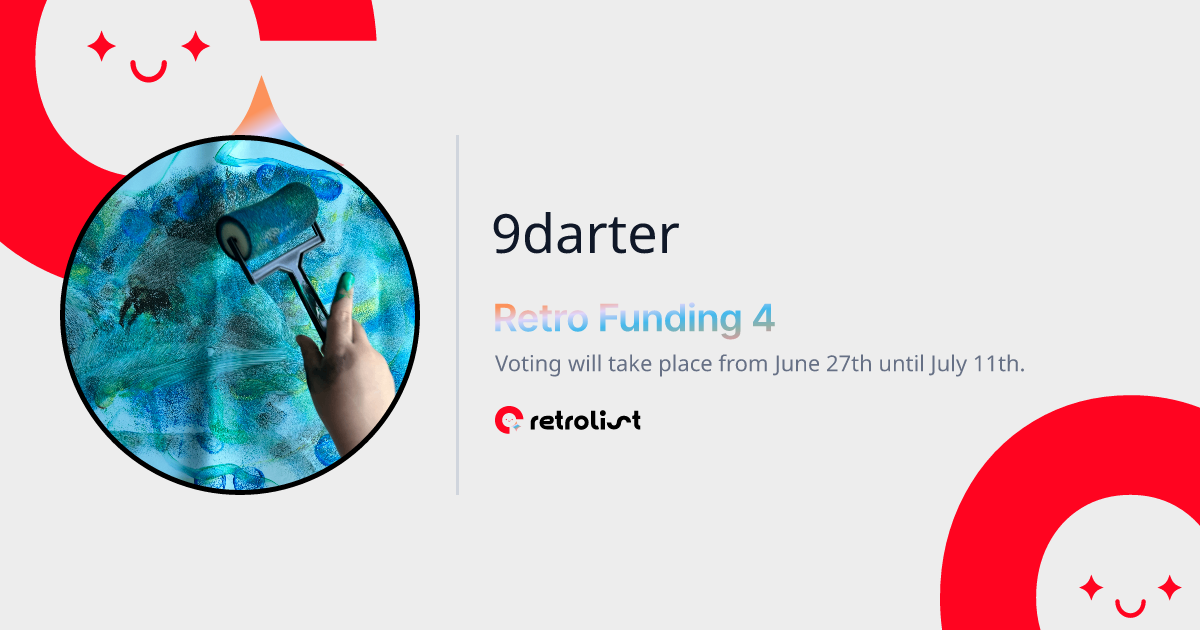 9darter
Retro Funding 4
Voting will take place from June 27th until July 11th.
retrolist